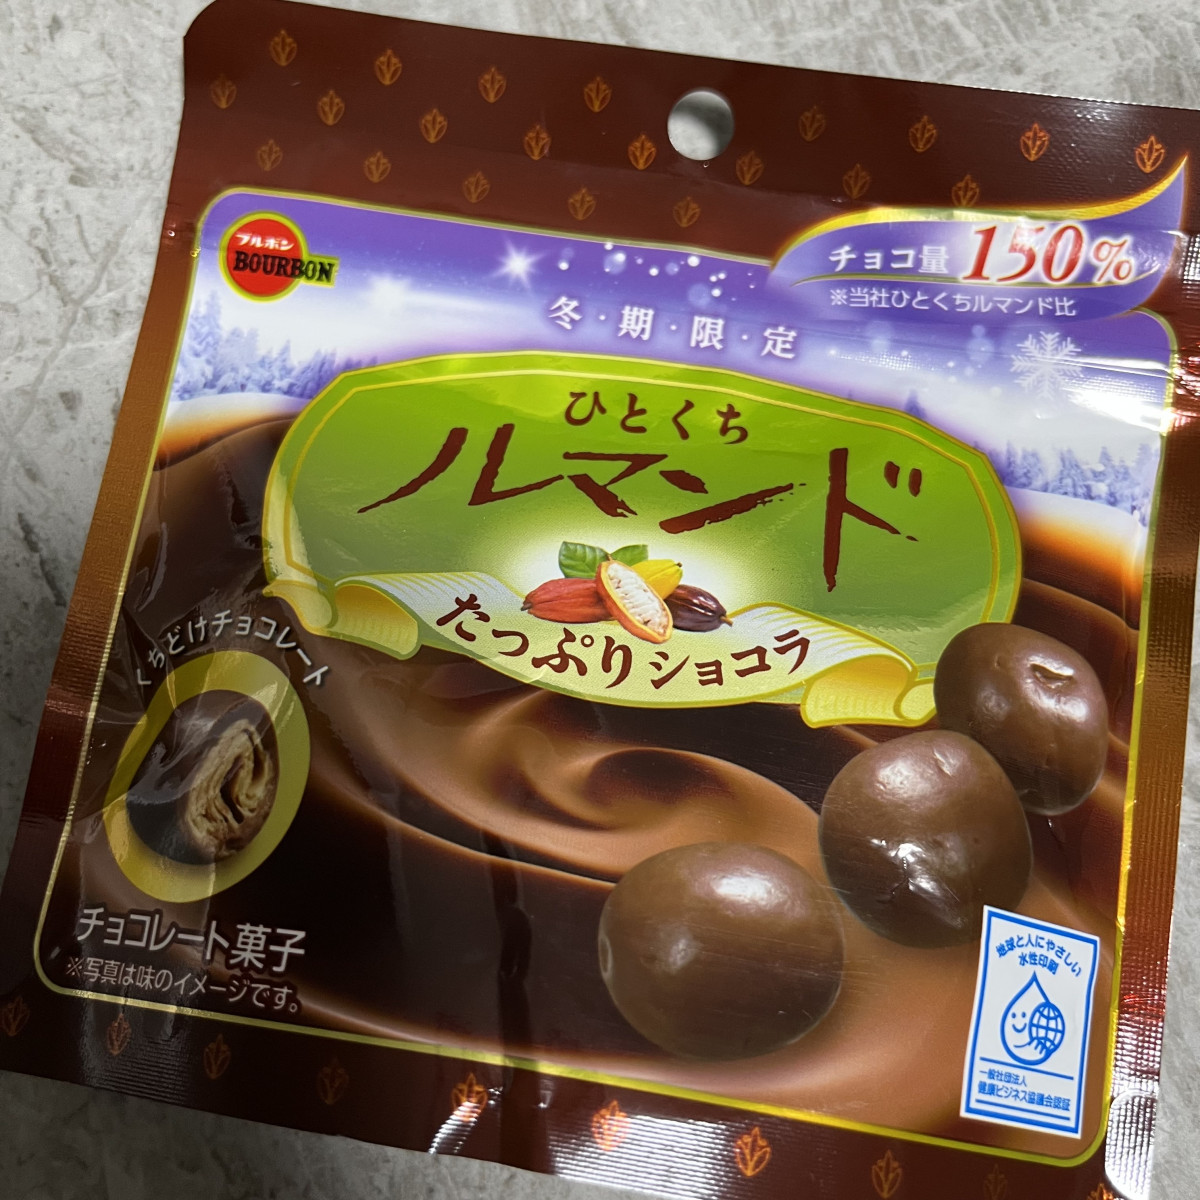 ブルボン
BOURBON
チョコ量150%
※当社ひとくちルマンド比
冬・期・限・定
ひとくち
ルマンド
たっぷりショコラ
くちどけチョコレート
チョコレート菓子
※写真は味のイメージです。
地球と人にやさしい
水性印刷
一般社団法人
健康ビジネス協議会認証